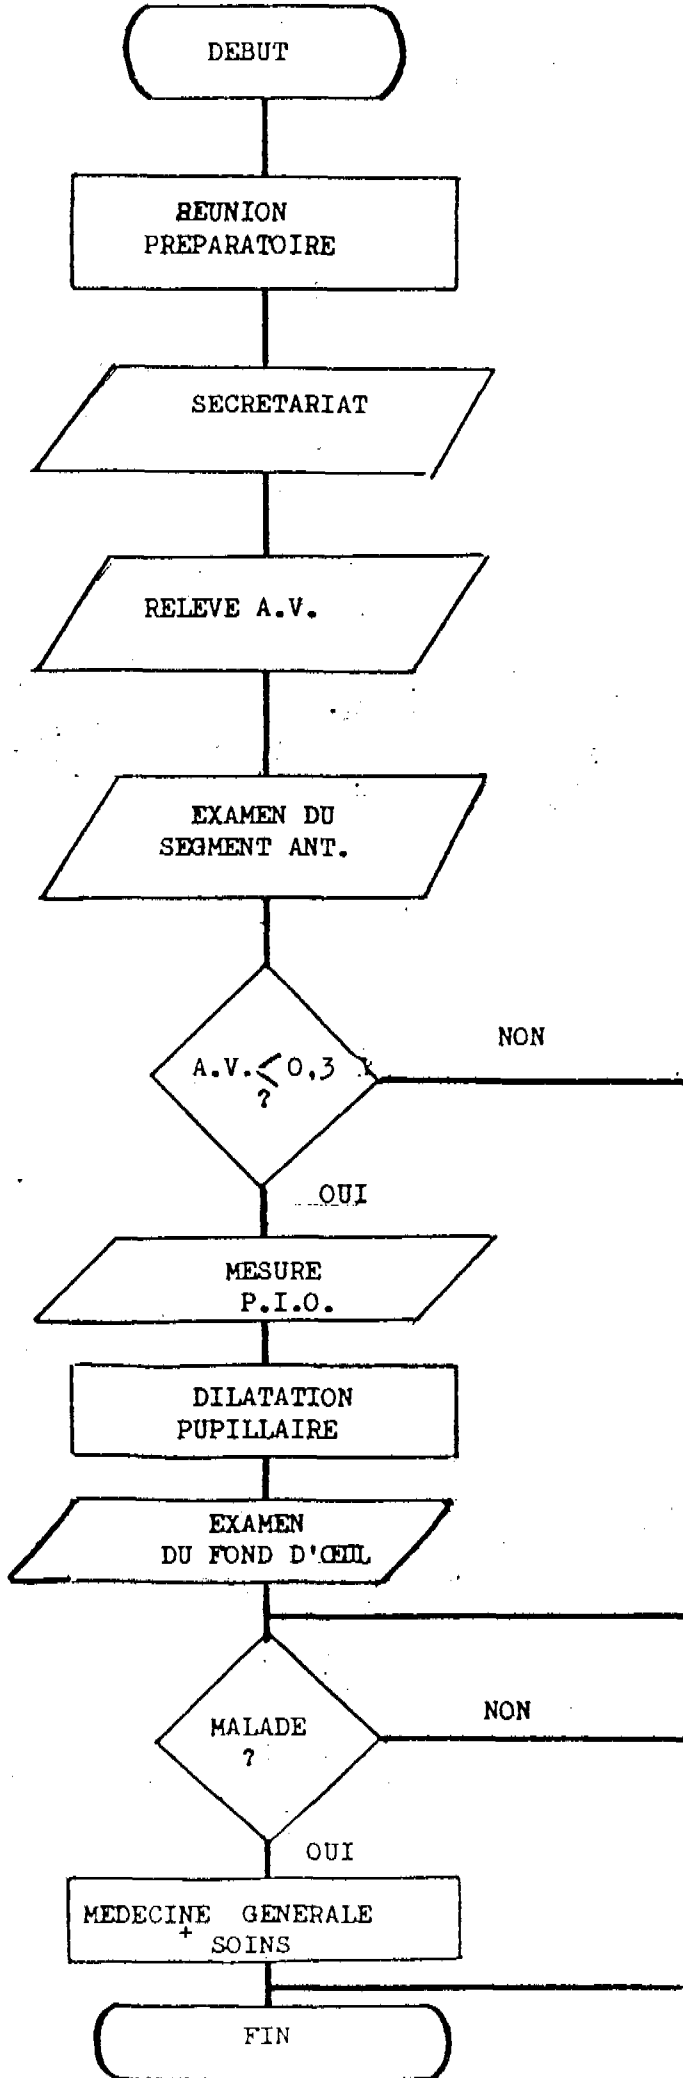 DEBUT
REUNION
PREPARATOIRE
SECRETARIAT
RELEVE A.V.
EXAMEN DU
SEGMENT ANT.
NON
A.V. < 0,3
?
OUI
MESURE
P.I.O.
DILATATION
PUPILLAIRE
EXAMEN
DU FOND D'ŒIL
NON
MALADE
?
OUI
MEDECINE GENERALE
+
SOINS
FIN